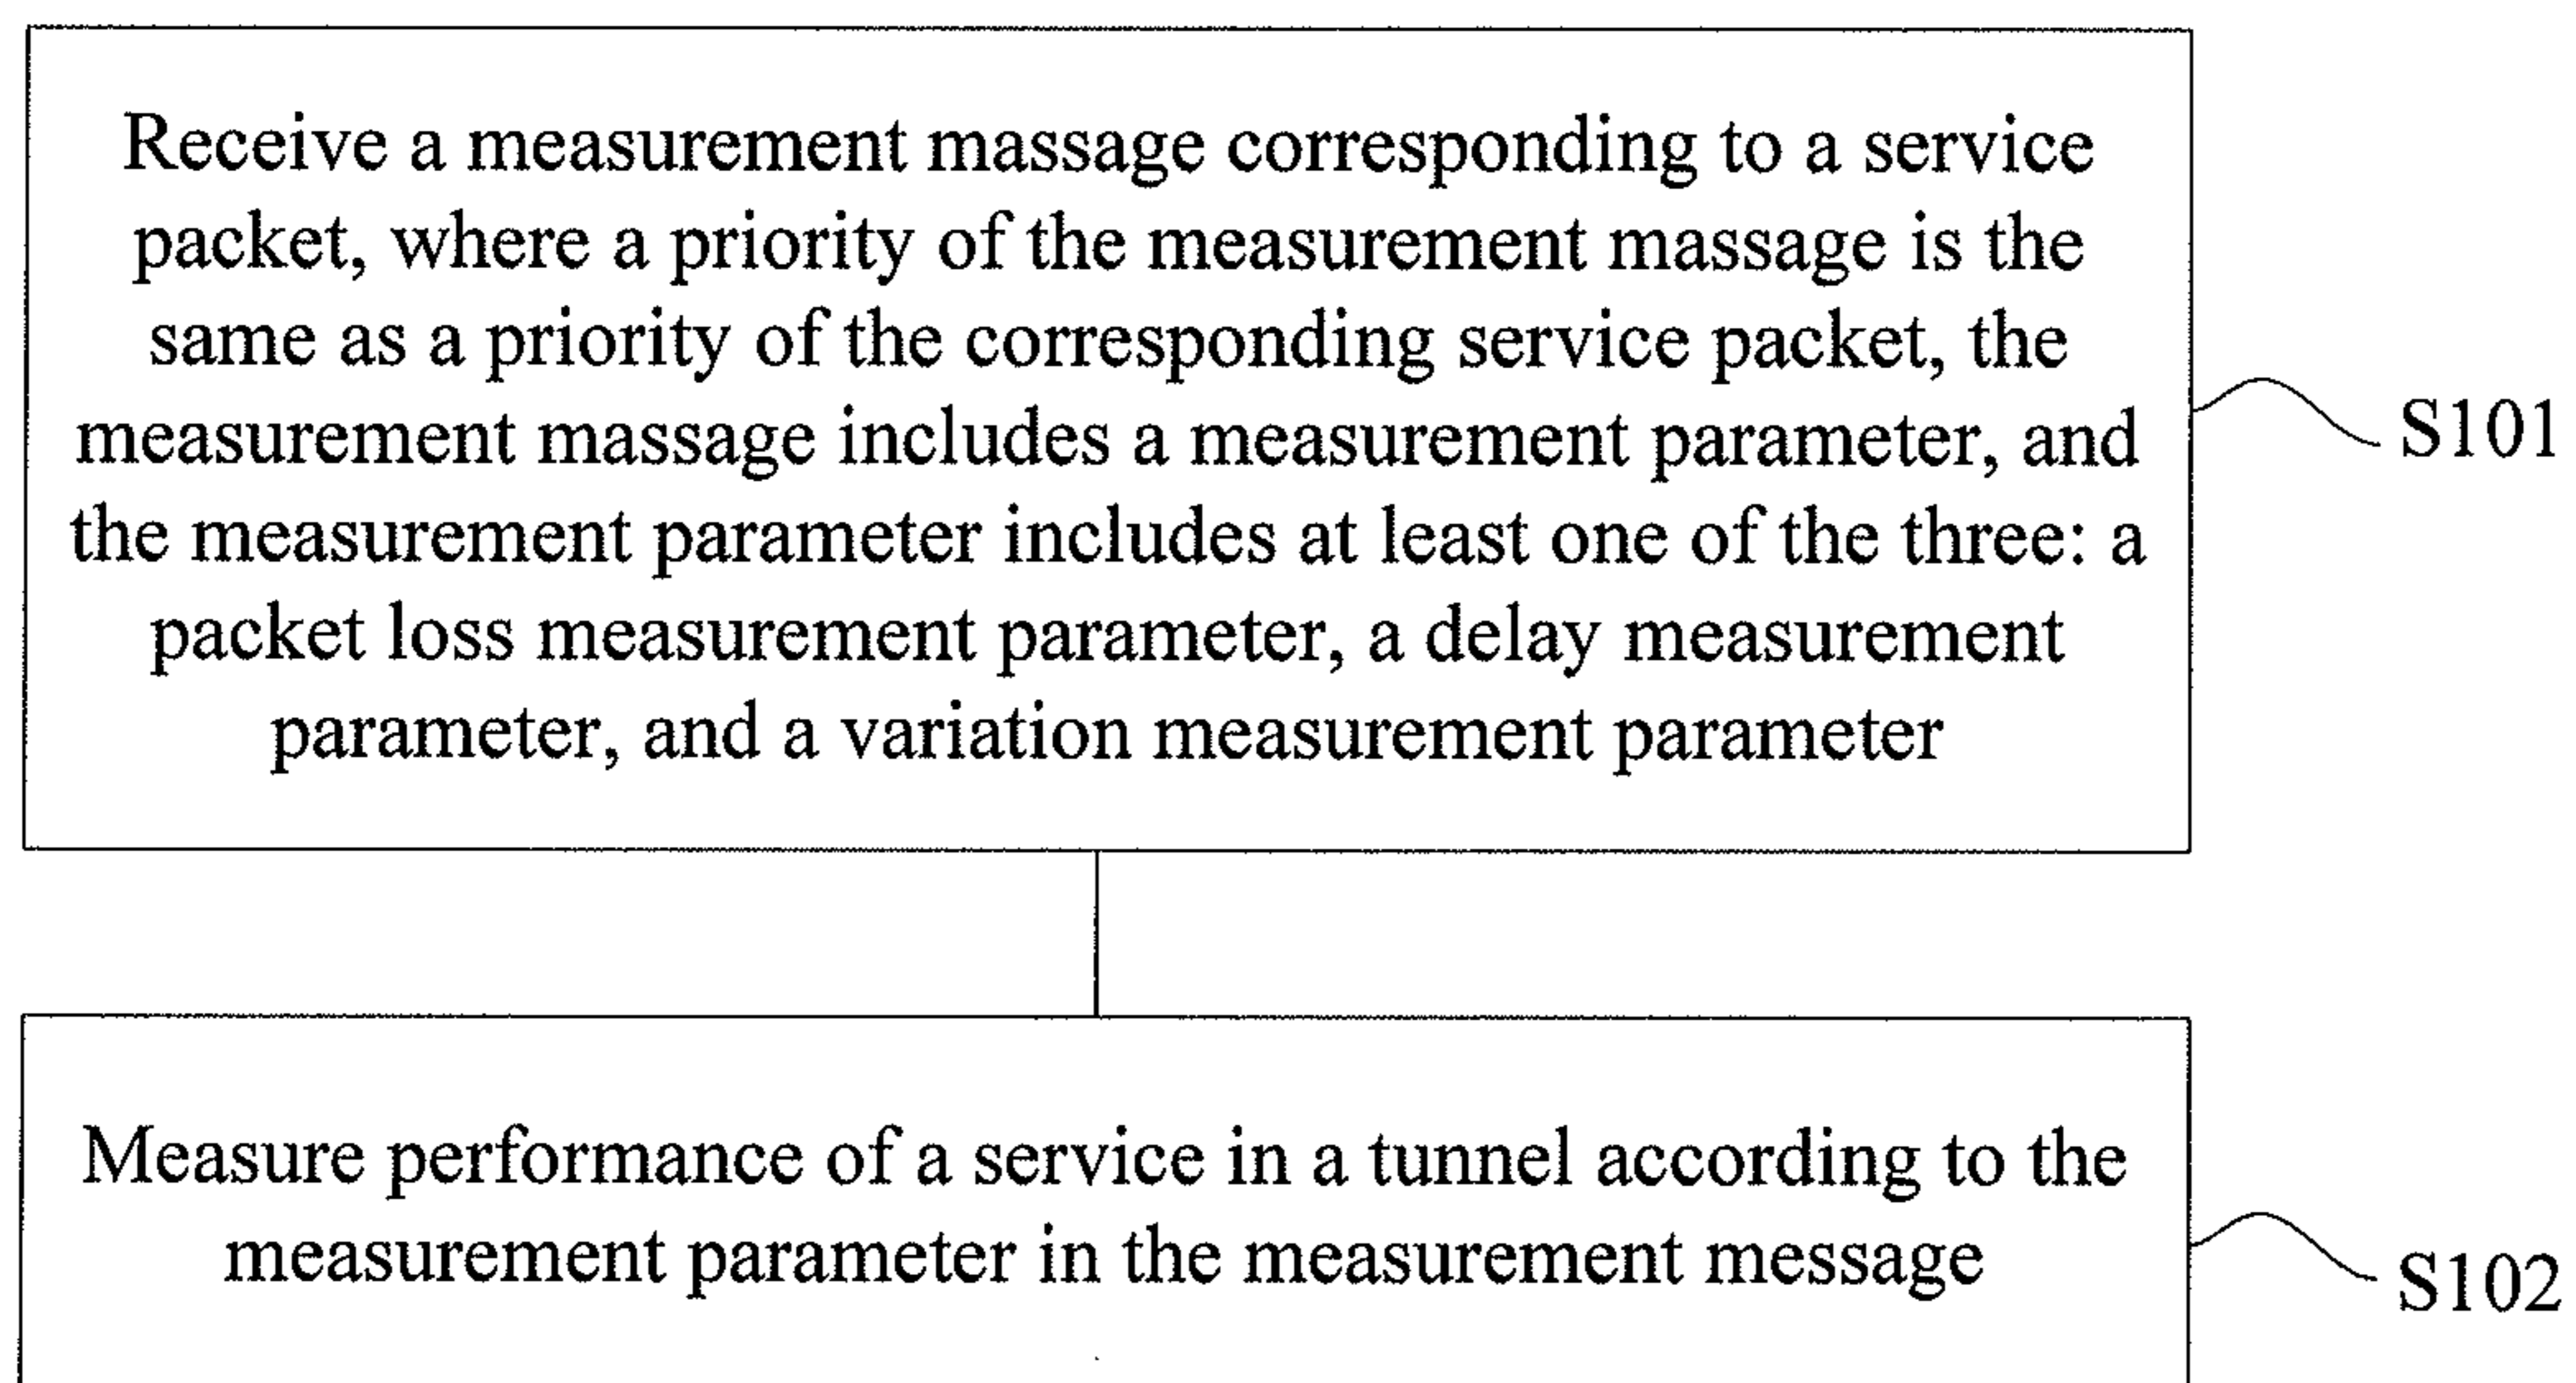 Receive a measurement massage corresponding to a service
packet, where a priority of the measurement massage is the
same as a priority of the corresponding service packet, the
measurement massage includes a measurement parameter, and
the measurement parameter includes at least one of the three: a
packet loss measurement parameter, a delay measurement
parameter, and a variation measurement parameter
S101
Measure performance of a service in a tunnel according to the
measurement parameter in the measurement message
S102